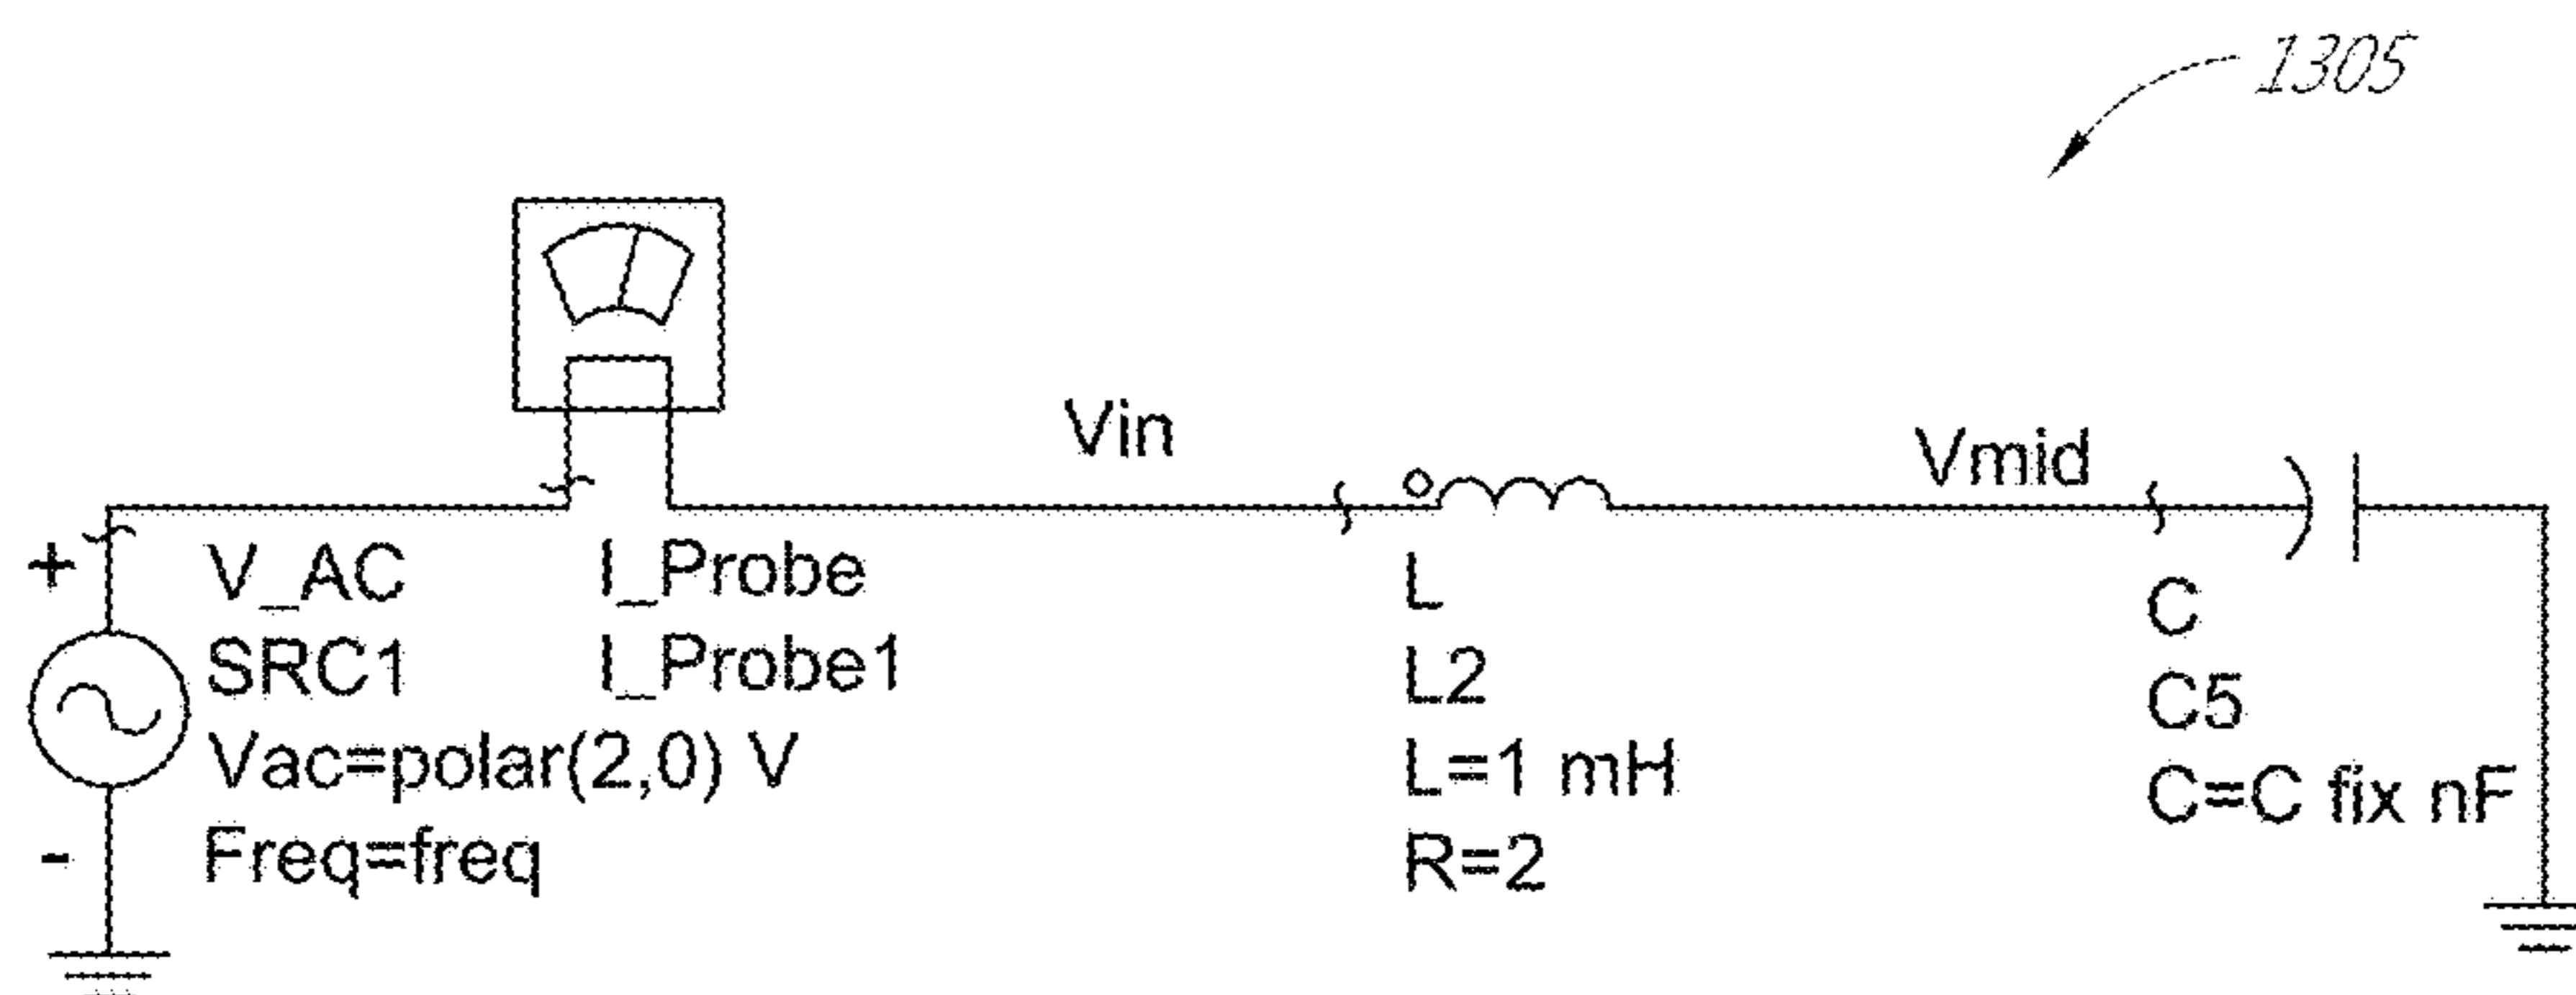 1305
Vin
Vmid
+
V_AC
SRC1
Vac=polar(2,0) V
Freq=freq
-
I_Probe
I_Probe1
L
L2
L=1 mH
R=2
C
C5
C=C fix nF